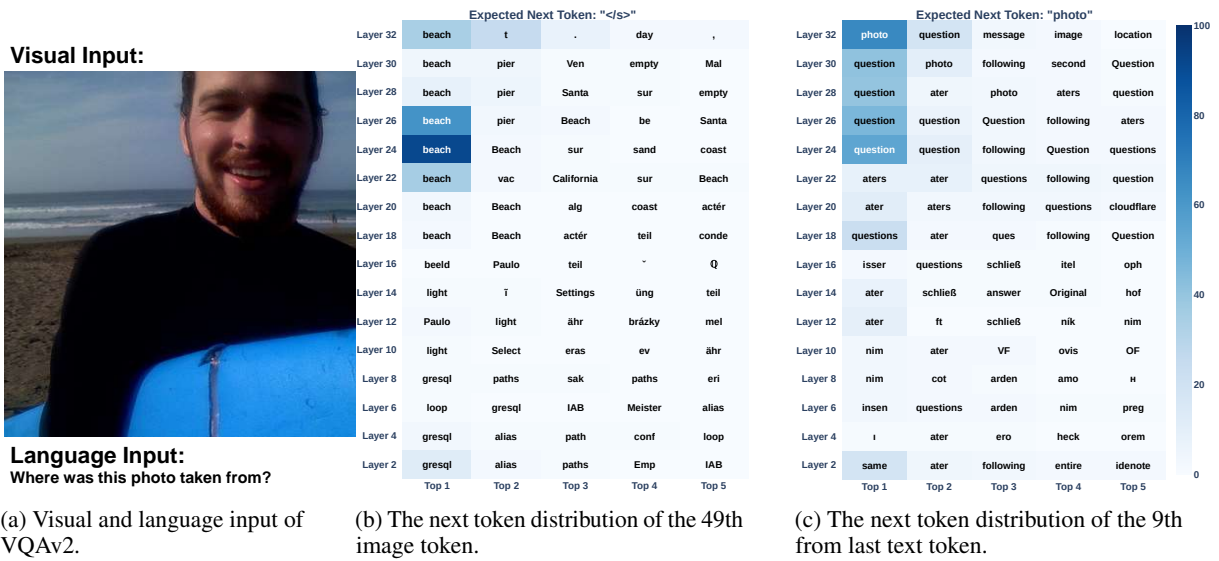 Visual Input:
Language Input:
Where was this photo taken from?
(a) Visual and language input of
VQAv2.
Expected Next Token: "</s>"
Layer 32 beach t . day ,
Layer 30 beach pier Ven empty Mal
Layer 28 beach pier Santa sur empty
Layer 26 beach pier Beach be Santa
Layer 24 beach Beach sur sand coast
Layer 22 beach vac California sur Beach
Layer 20 beach Beach alg coast actér
Layer 18 beach Beach actér teil conde
Layer 16 beeld Paulo teil ˘ ℚ
Layer 14 light ї Settings üng teil
Layer 12 Paulo light ähr brázky mel
Layer 10 light Select eras ev ähr
Layer 8 gresql paths sak paths eri
Layer 6 loop gresql IAB Meister alias
Layer 4 gresql alias path conf loop
Layer 2 gresql alias paths Emp IAB
Top 1 Top 2 Top 3 Top 4 Top 5
(b) The next token distribution of the 49th
image token.
Expected Next Token: "photo"
Layer 32 photo question message image location
Layer 30 question photo following second Question
Layer 28 question ater photo aters question
Layer 26 question question Question following aters
Layer 24 question question following Question questions
Layer 22 aters ater questions following question
Layer 20 ater aters following questions cloudflare
Layer 18 questions ater ques following Question
Layer 16 isser questions schließ itel oph
Layer 14 ater schließ answer Original hof
Layer 12 ater ft schließ ník nim
Layer 10 nim ater VF ovis OF
Layer 8 nim cot arden amo н
Layer 6 insen questions arden nim preg
Layer 4 ı ater ero heck orem
Layer 2 same ater following entire idenote
Top 1 Top 2 Top 3 Top 4 Top 5
100
80
60
40
20
0
(c) The next token distribution of the 9th
from last text token.